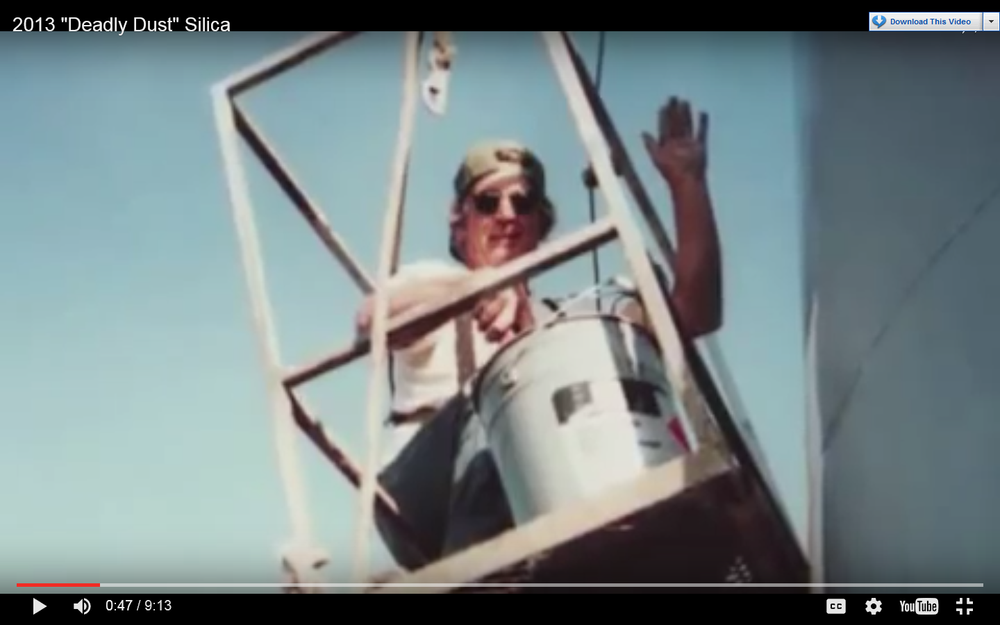 2013 "Deadly Dust" Silica
Download This Video
0:47 / 9:13
CC
YouTube